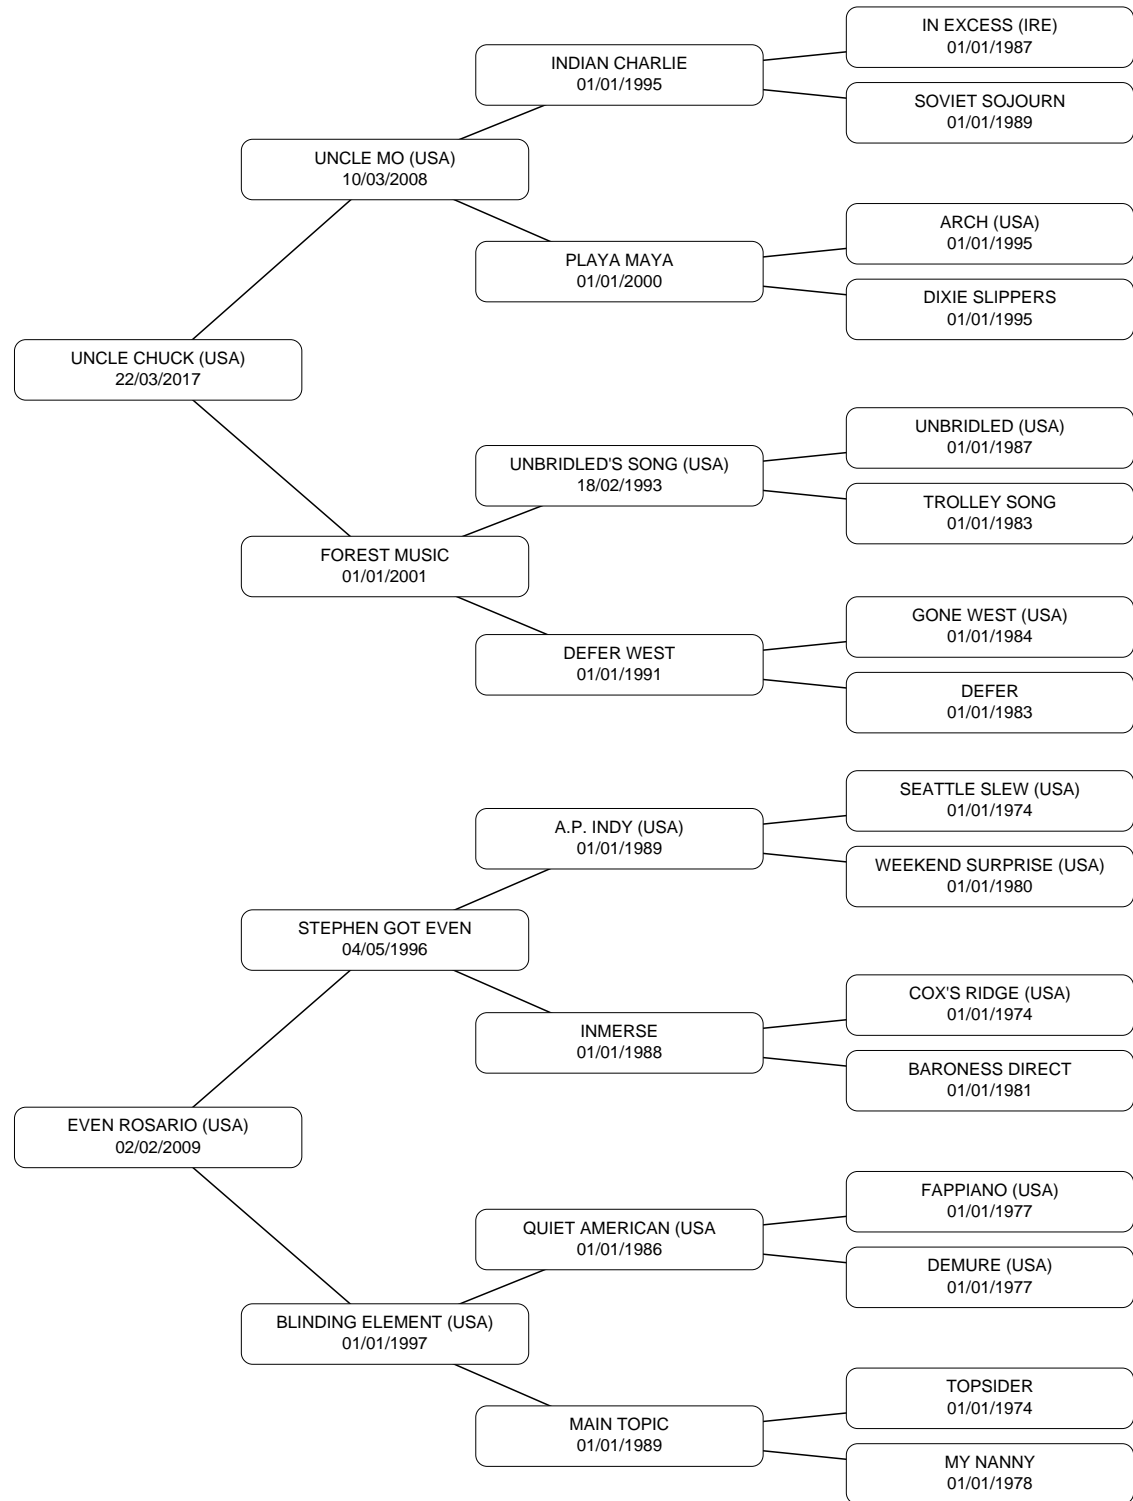 IN EXCESS (IRE)
01/01/1987
INDIAN CHARLIE
01/01/1995
SOVIET SOJOURN
01/01/1989
UNCLE MO (USA)
10/03/2008
ARCH (USA)
01/01/1995
PLAYA MAYA
01/01/2000
DIXIE SLIPPERS
01/01/1995
UNCLE CHUCK (USA)
22/03/2017
UNBRIDLED (USA)
01/01/1987
UNBRIDLED'S SONG (USA)
18/02/1993
TROLLEY SONG
01/01/1983
FOREST MUSIC
01/01/2001
GONE WEST (USA)
01/01/1984
DEFER WEST
01/01/1991
DEFER
01/01/1983
SEATTLE SLEW (USA)
01/01/1974
A.P. INDY (USA)
01/01/1989
WEEKEND SURPRISE (USA)
01/01/1980
STEPHEN GOT EVEN
04/05/1996
COX'S RIDGE (USA)
01/01/1974
INMERSE
01/01/1988
BARONESS DIRECT
01/01/1981
EVEN ROSARIO (USA)
02/02/2009
FAPPIANO (USA)
01/01/1977
QUIET AMERICAN (USA
01/01/1986
DEMURE (USA)
01/01/1977
BLINDING ELEMENT (USA)
01/01/1997
TOPSIDER
01/01/1974
MAIN TOPIC
01/01/1989
MY NANNY
01/01/1978